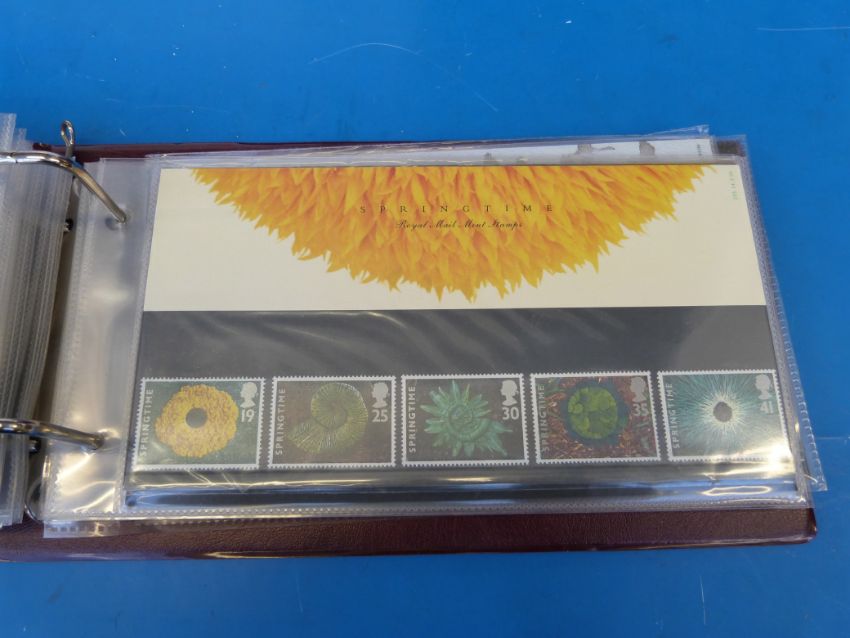 SPRINGTIME
Royal Mail Mint Stamps
SPRINGTIME 19
SPRINGTIME 25
SPRINGTIME 30
SPRINGTIME 35
SPRINGTIME 41